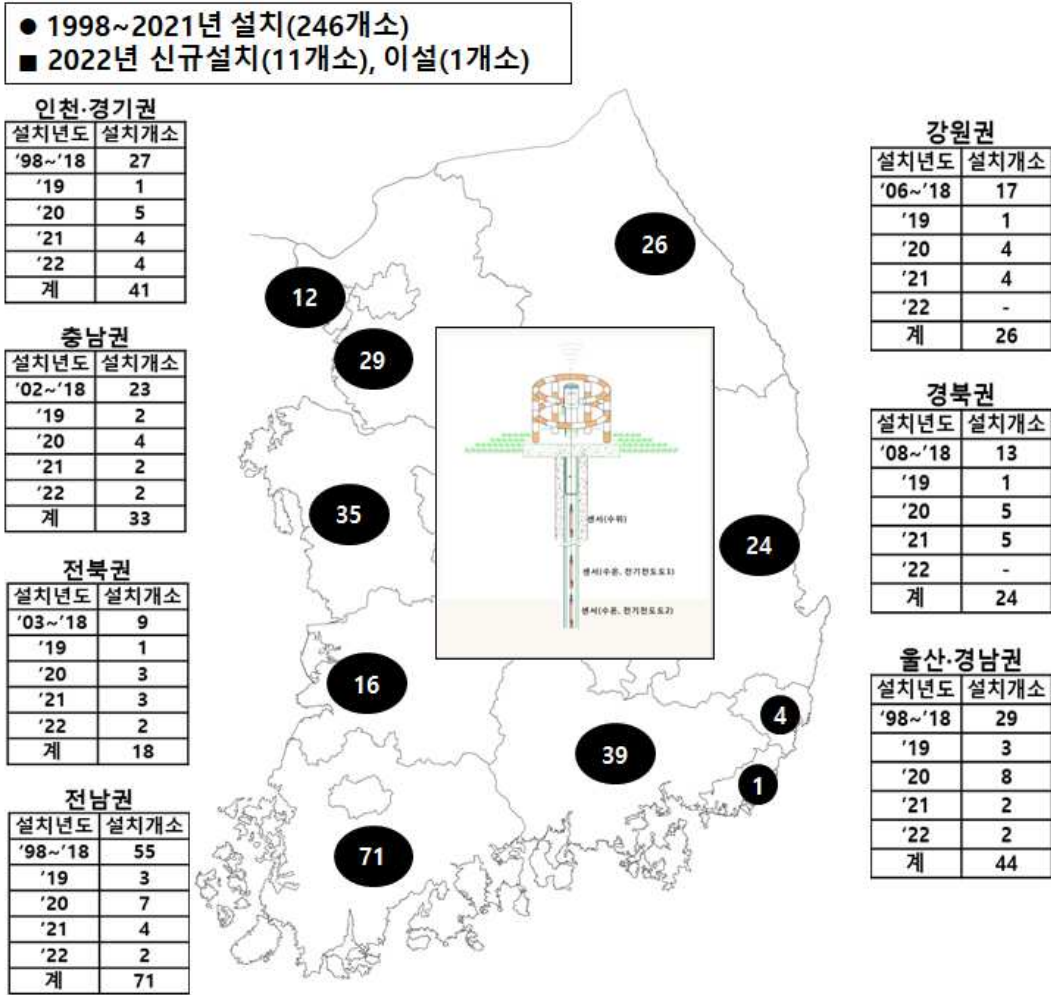 ● 1998~2021년 설치(246개소)
■ 2022년 신규설치(11개소), 이설(1개소)
인천·경기권
설치년도 설치개소
'98~'18 27
'19 1
'20 5
'21 4
'22 4
계 41
충남권
설치년도 설치개소
'02~'18 23
'19 2
'20 4
'21 2
'22 2
계 33
전북권
설치년도 설치개소
'03~'18 9
'19 1
'20 3
'21 3
'22 2
계 18
전남권
설치년도 설치개소
'98~'18 55
'19 3
'20 7
'21 4
'22 2
계 71
26
12
29
35
24
16
4
39
1
71
센서(수위)
센서(수온, 전기전도도1)
센서(수온, 전기전도도2)
강원권
설치년도 설치개소
'06~'18 17
'19 1
'20 4
'21 4
'22 -
계 26
경북권
설치년도 설치개소
'08~'18 13
'19 1
'20 5
'21 5
'22 -
계 24
울산·경남권
설치년도 설치개소
'98~'18 29
'19 3
'20 8
'21 2
'22 2
계 44